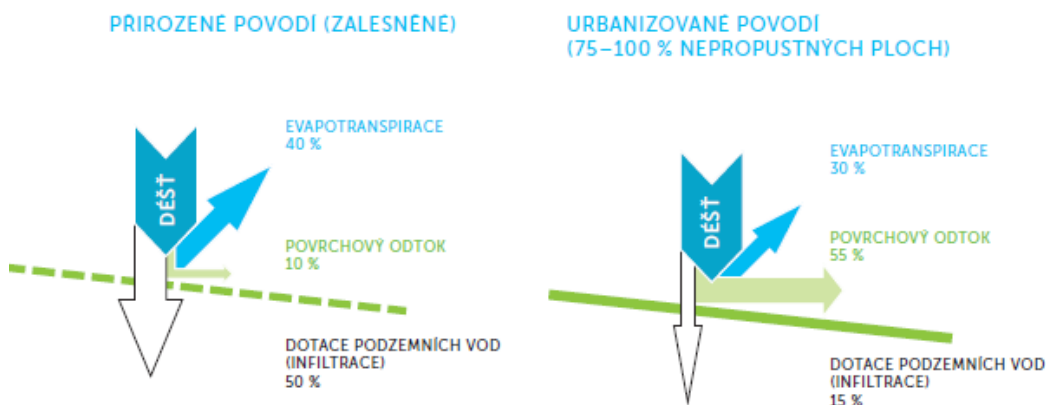 PŘIROZENÉ POVODÍ (ZALESNĚNÉ)
DÉŠŤ
EVAPOTRANSPIRACE
40 %
POVRCHOVÝ ODTOK
10 %
DOTACE PODZEMNÍCH VOD
(INFILTRACE)
50 %
URBANIZOVANÉ POVODÍ
(75–100 % NEPROPUSTNÝCH PLOCH)
DÉŠŤ
EVAPOTRANSPIRACE
30 %
POVRCHOVÝ ODTOK
55 %
DOTACE PODZEMNÍCH VOD
(INFILTRACE)
15 %